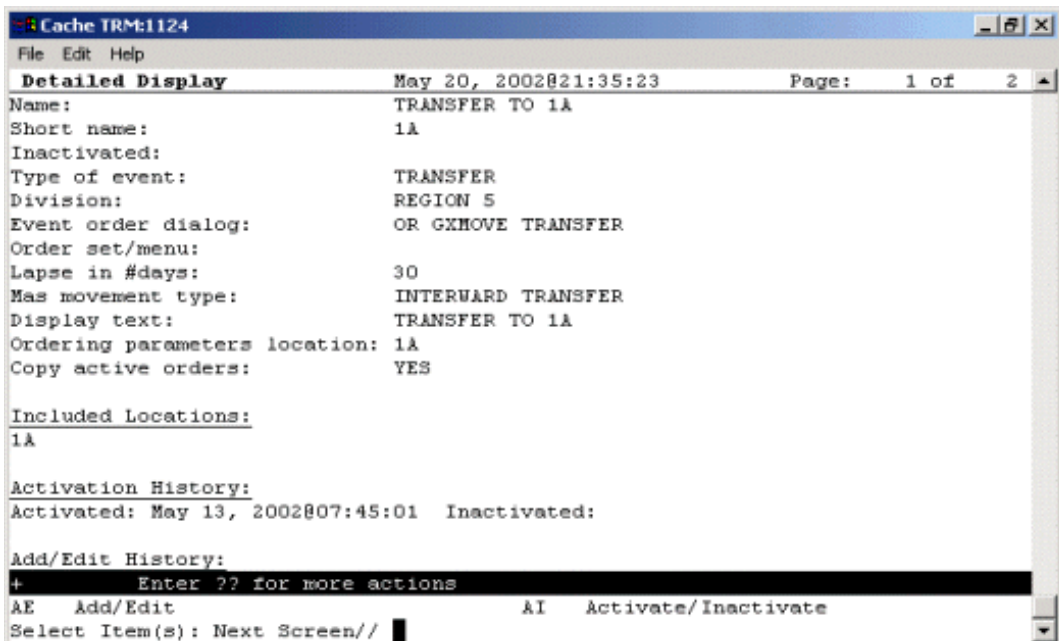 Cache TRM:1124
File Edit Help
Detailed Display May 20, 2002@21:35:23 Page: 1 of 2
Name: TRANSFER TO 1A
Short name: 1A
Inactivated:
Type of event: TRANSFER
Division: REGION 5
Event order dialog: OR GXMOVE TRANSFER
Order set/menu:
Lapse in #days: 30
Mas movement type: INTERWARD TRANSFER
Display text: TRANSFER TO 1A
Ordering parameters location: 1A
Copy active orders: YES
Included Locations:
1A
Activation History:
Activated: May 13, 2002@07:45:01 Inactivated:
Add/Edit History:
+ Enter ?? for more actions
AE Add/Edit AI Activate/Inactivate
Select Item(s): Next Screen//